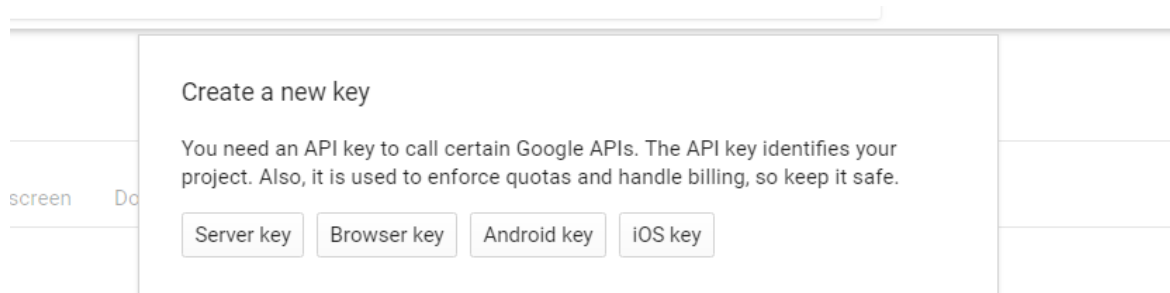 Create a new key
You need an API key to call certain Google APIs. The API key identifies your
project. Also, it is used to enforce quotas and handle billing, so keep it safe.
screen Do
Server key Browser key Android key iOS key